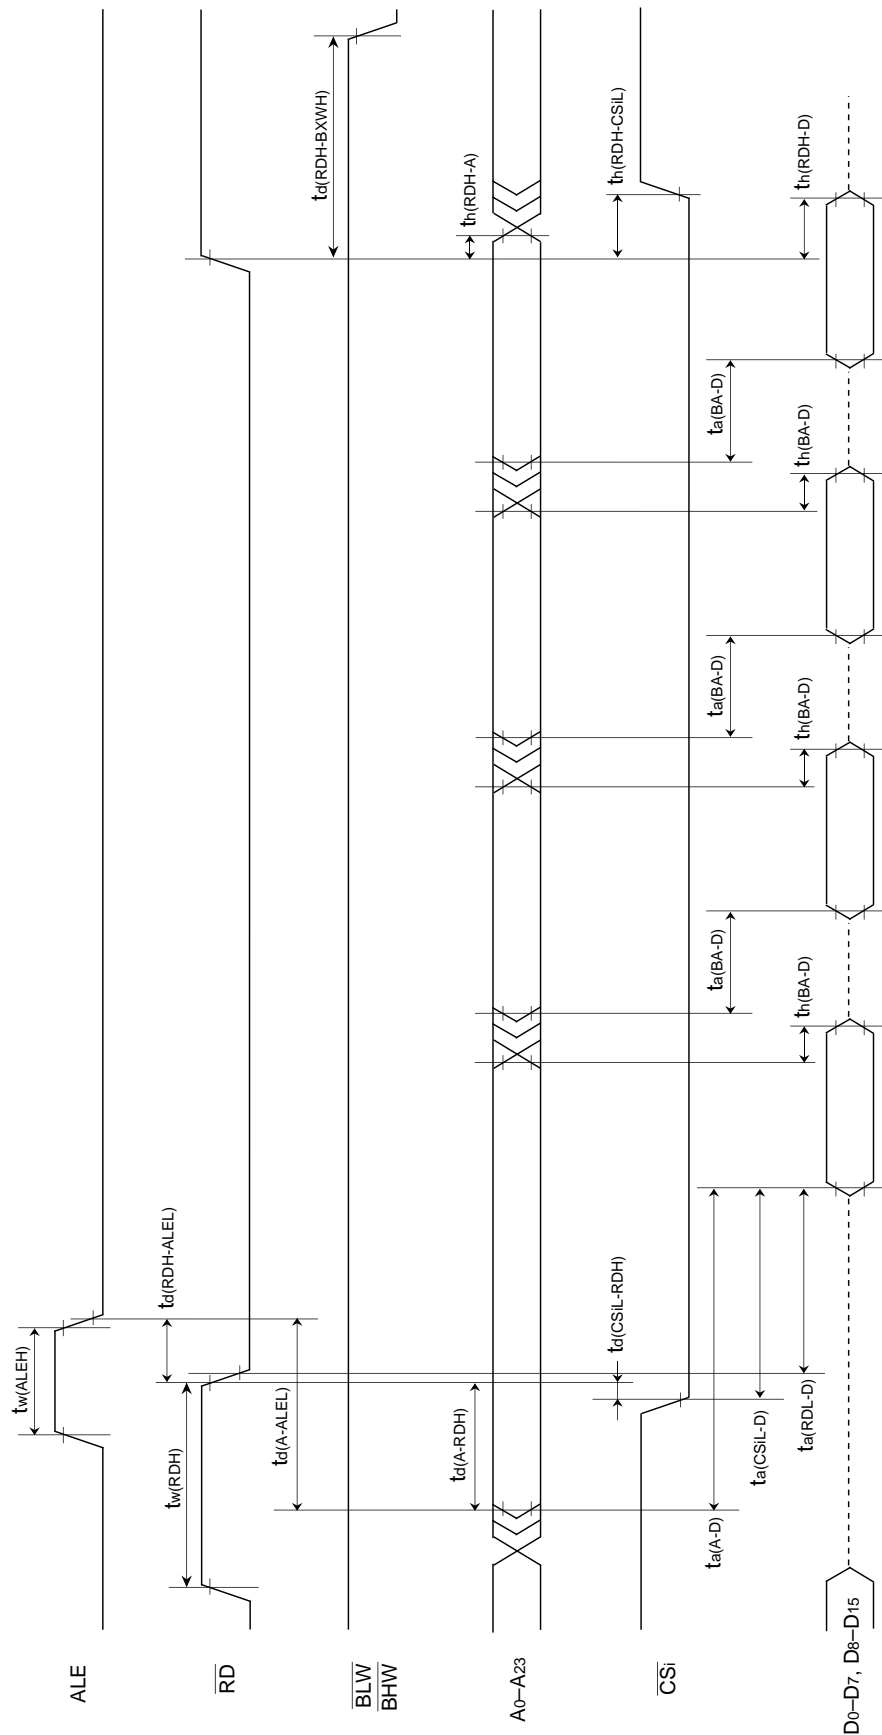 ALE
tw(ALEH)
RD
tw(RDH)
td(RDH-ALEL)
BLW
BHW
td(A-ALEL)
td(RDH-BXWH)
A0–A23
td(A-RDH)
th(RDH-A)
CSi
td(CSiL-RDH)
th(RDH-CSiL)
ta(A-D)
ta(BA-D)
ta(BA-D)
ta(BA-D)
ta(CSiL-D)
ta(RDL-D)
th(BA-D)
th(BA-D)
th(BA-D)
th(RDH-D)
D0–D7, D8–D15